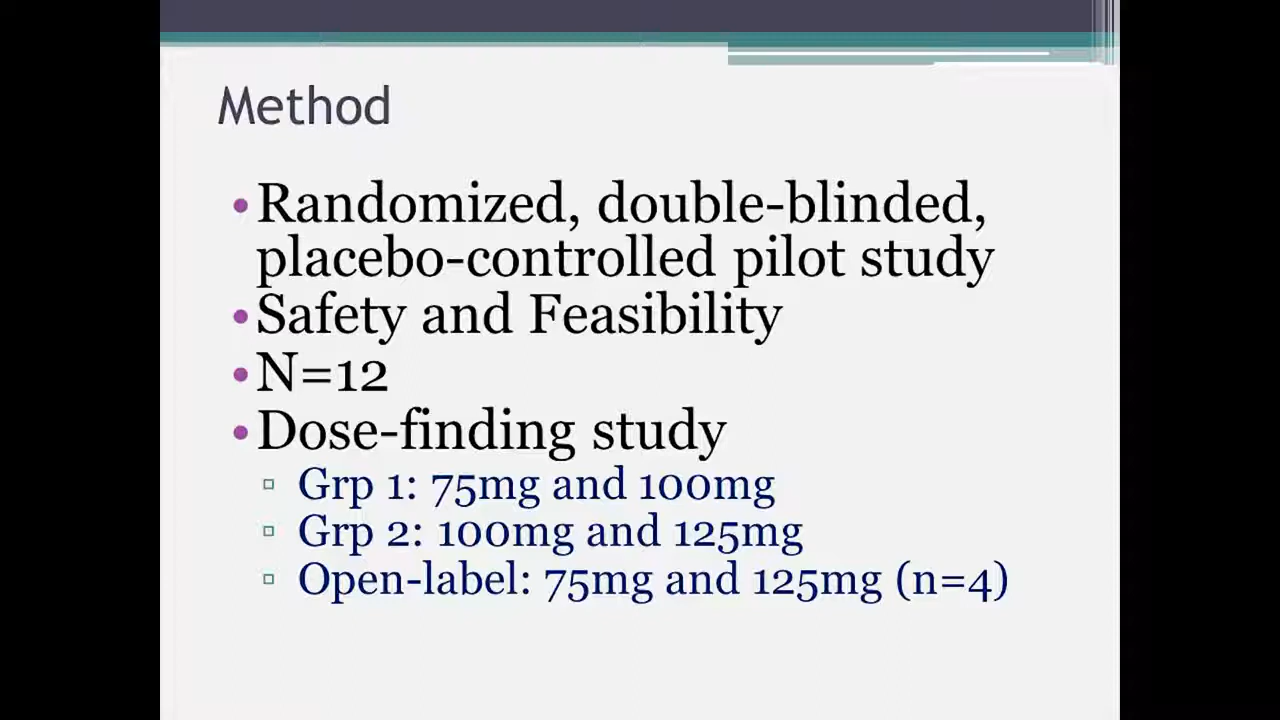 Method
•Randomized, double-blinded,
placebo-controlled pilot study
•Safety and Feasibility
•N=12
•Dose-finding study
▫ Grp 1: 75mg and 100mg
▫ Grp 2: 100mg and 125mg
▫ Open-label: 75mg and 125mg (n=4)